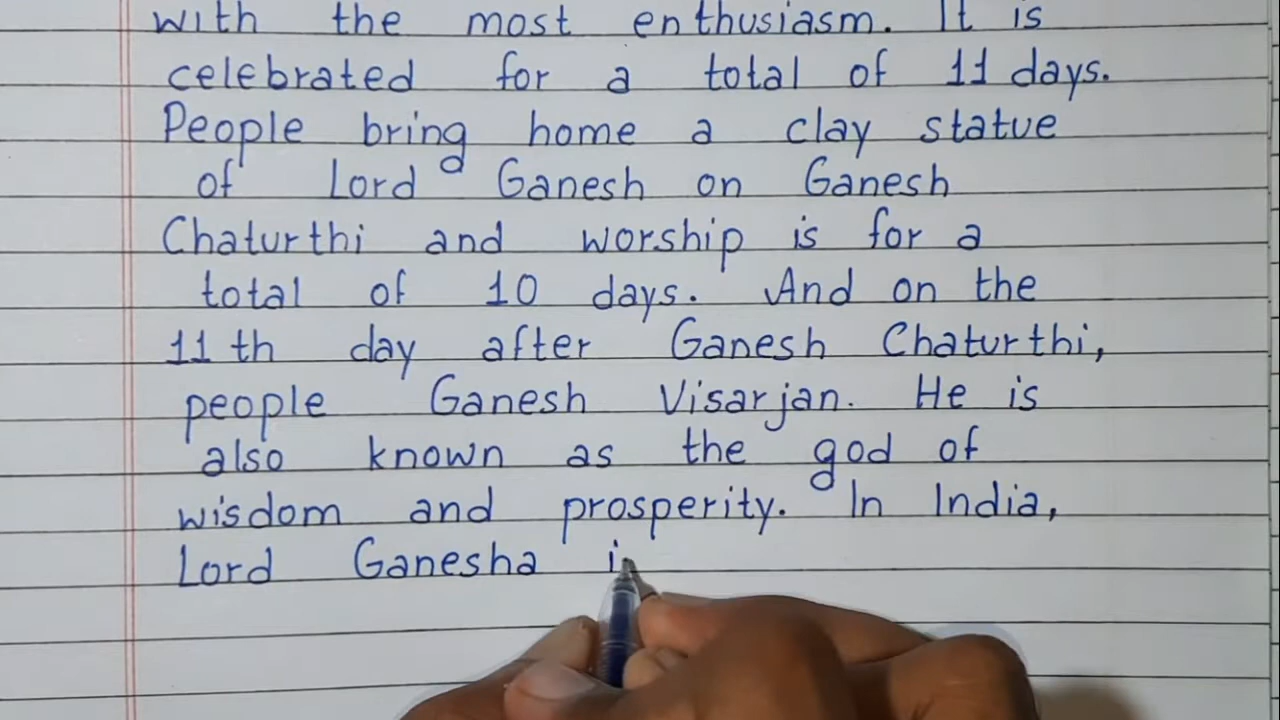 with the most enthusiasm. It is
celebrated for a total of 11 days.
People bring home a clay statue
of Lord Ganesh on Ganesh
Chaturthi and worship is for a
total of 10 days. And on the
11th day after Ganesh Chaturthi,
people Ganesh Visarjan. He is
also known as the god of
wisdom and prosperity. In India,
Lord Ganesha i